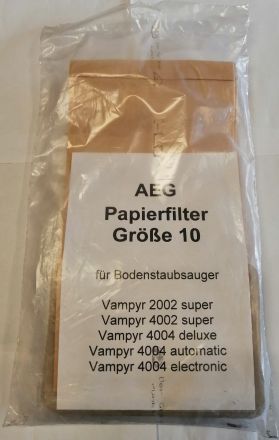 AEG
Papierfilter
Größe 10
für Bodenstaubsauger
Vampyr 2002 super
Vampyr 4002 super
Vampyr 4004 deluxe
Vampyr 4004 automatic
Vampyr 4004 electronic